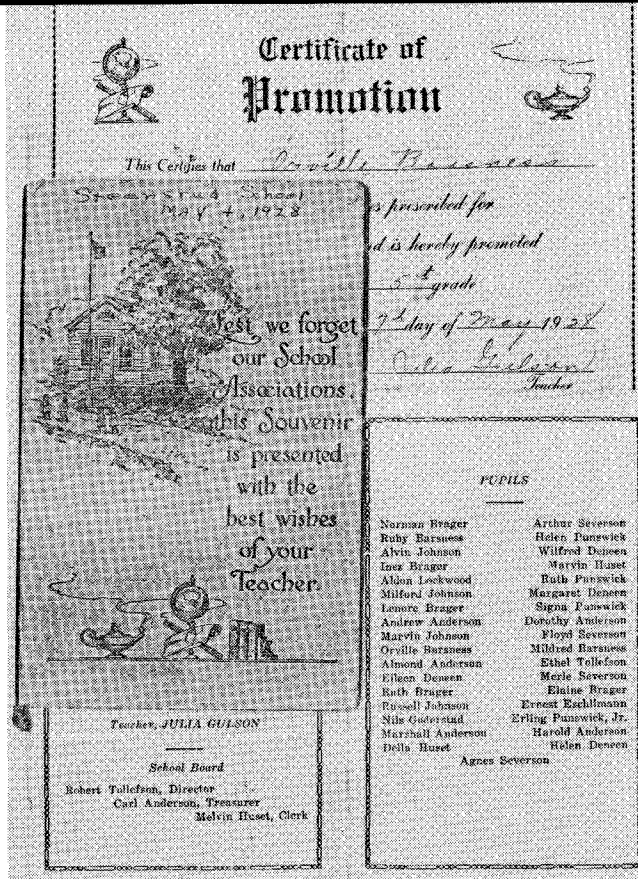 Certificate of
Promotion
This Certifies that Orville Barsness
es prescribed for
d is hereby promoted
5th grade
7th day of May 1928
Julia Gulson
Teacher
School
MAY 4, 1928
Lest we forget
our School
Associations,
this Souvenir
is presented
with the
best wishes
of your
Teacher.
Teacher, JULIA GULSON
School Board
Robert Tollefson, Director
Carl Anderson, Treasurer
Melvin Huset, Clerk
PUPILS
Norman Brager Arthur Severson
Ruby Barsness Helen Punswick
Alvin Johnson Wilfred Deneen
Inez Brager Marvin Huset
Aldon Lockwood Ruth Punswick
Milford Johnson Margaret Deneen
Lenore Brager Signa Punswick
Andrew Anderson Dorothy Anderson
Marvin Johnson Floyd Severson
Orville Barsness Mildred Barsness
Almond Anderson Ethel Tollefson
Eileen Deneen Merle Severson
Ruth Brager Elaine Brager
Russell Johnson Ernest Eschlimann
Nils Guderstad Erling Punswick, Jr.
Marshall Anderson Harold Anderson
Della Huset Helen Deneen
Agnes Severson